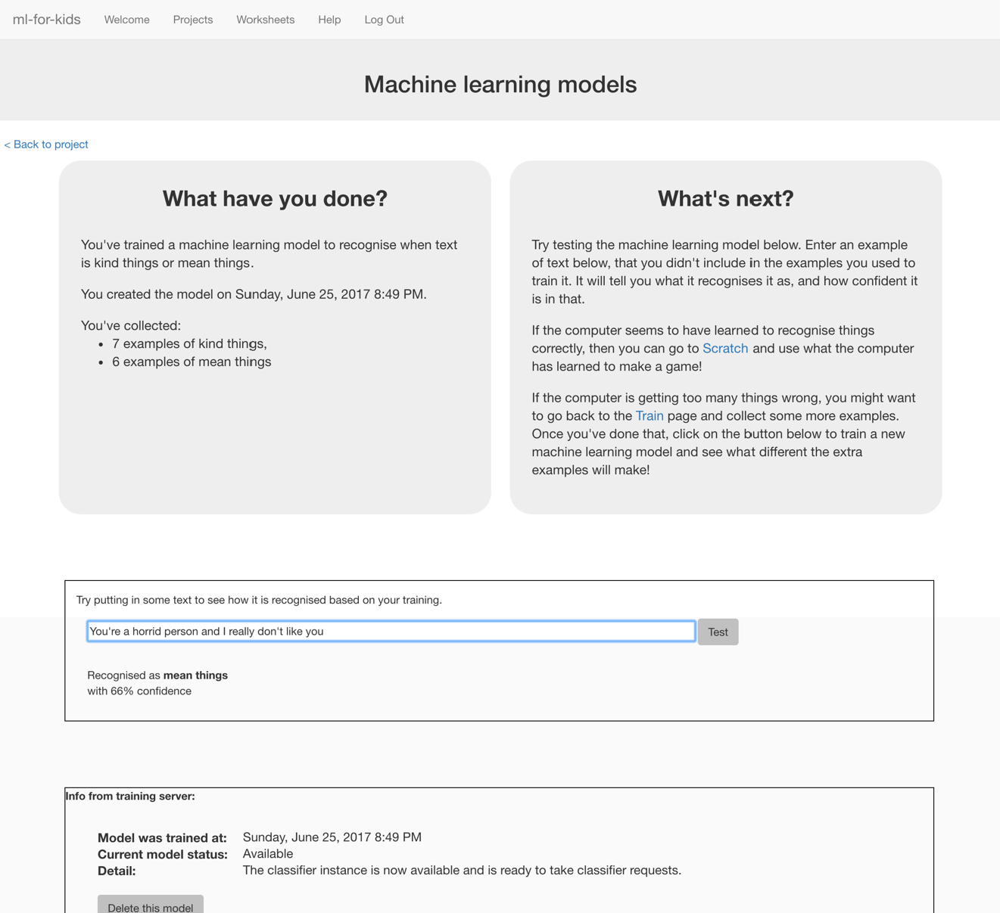 ml-for-kids Welcome Projects Worksheets Help Log Out
Machine learning models
< Back to project
What have you done?
You've trained a machine learning model to recognise when text
is kind things or mean things.
You created the model on Sunday, June 25, 2017 8:49 PM.
You've collected:
• 7 examples of kind things,
• 6 examples of mean things
What's next?
Try testing the machine learning model below. Enter an example
of text below, that you didn't include in the examples you used to
train it. It will tell you what it recognises it as, and how confident it
is in that.
If the computer seems to have learned to recognise things
correctly, then you can go to Scratch and use what the computer
has learned to make a game!
If the computer is getting too many things wrong, you might want
to go back to the Train page and collect some more examples.
Once you've done that, click on the button below to train a new
machine learning model and see what different the extra
examples will make!
Try putting in some text to see how it is recognised based on your training.
You're a horrid person and I really don't like you Test
Recognised as mean things
with 66% confidence
Info from training server:
Model was trained at: Sunday, June 25, 2017 8:49 PM
Current model status: Available
Detail: The classifier instance is now available and is ready to take classifier requests.
Delete this model